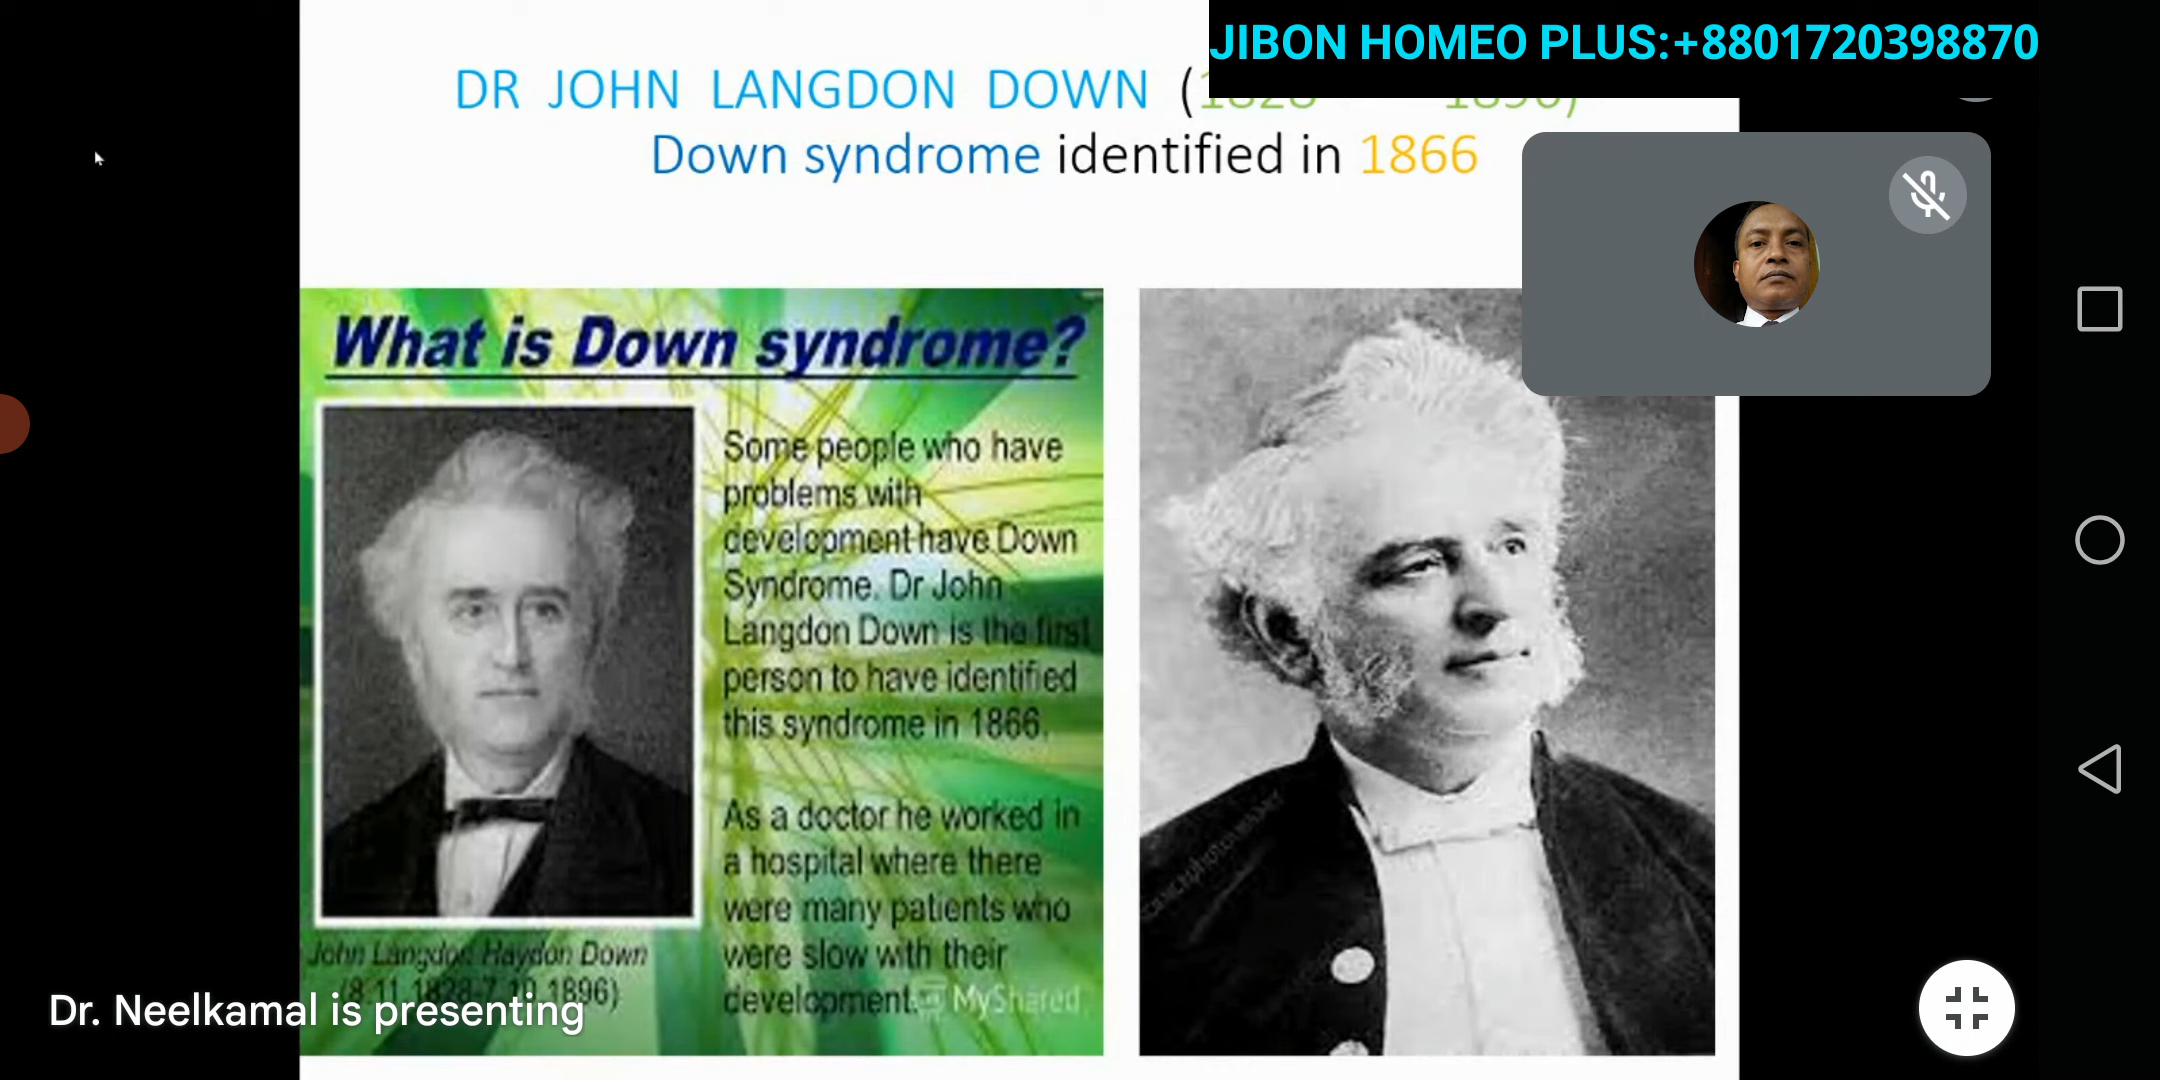 JIBON HOMEO PLUS:+8801720398870
DR JOHN LANGDON DOWN (1828 1896)
Down syndrome identified in 1866
What is Down syndrome?
Some people who have
problems with
development have Down
Syndrome. Dr John
Langdon Down is the first
person to have identified
this syndrome in 1866.
As a doctor he worked in
a hospital where there
were many patients who
were slow with their
development.
MyShared
John Langdon Haydon Down
Dr. Neelkamal is presenting